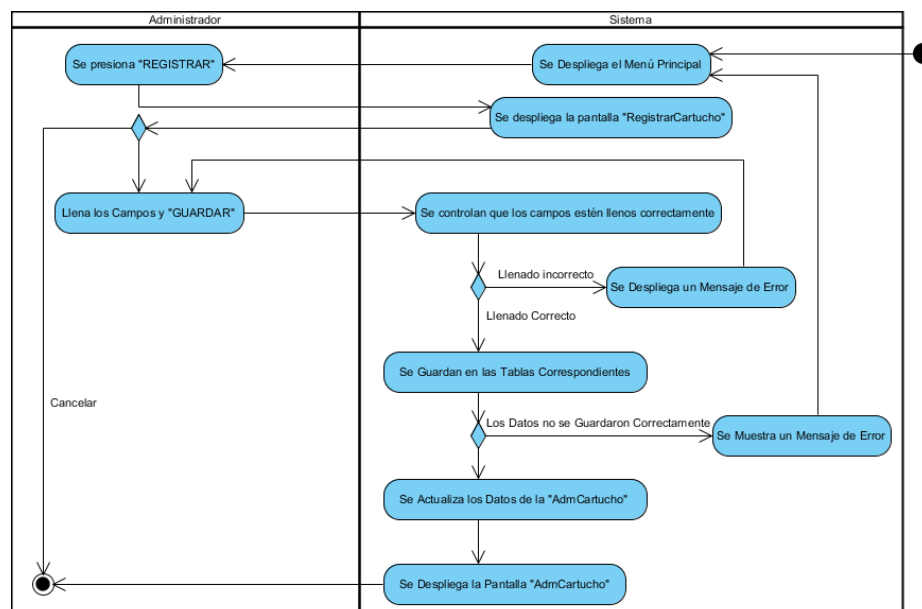 Administrador
Sistema
Se presiona "REGISTRAR"
Se Despliega el Menú Principal
Se despliega la pantalla "RegistrarCartucho"
Llena los Campos y "GUARDAR"
Se controlan que los campos estén llenos correctamente
Llenado incorrecto
Se Despliega un Mensaje de Error
Llenado Correcto
Se Guardan en las Tablas Correspondientes
Cancelar
Los Datos no se Guardaron Correctamente
Se Muestra un Mensaje de Error
Se Actualiza los Datos de la "AdmCartucho"
Se Despliega la Pantalla "AdmCartucho"